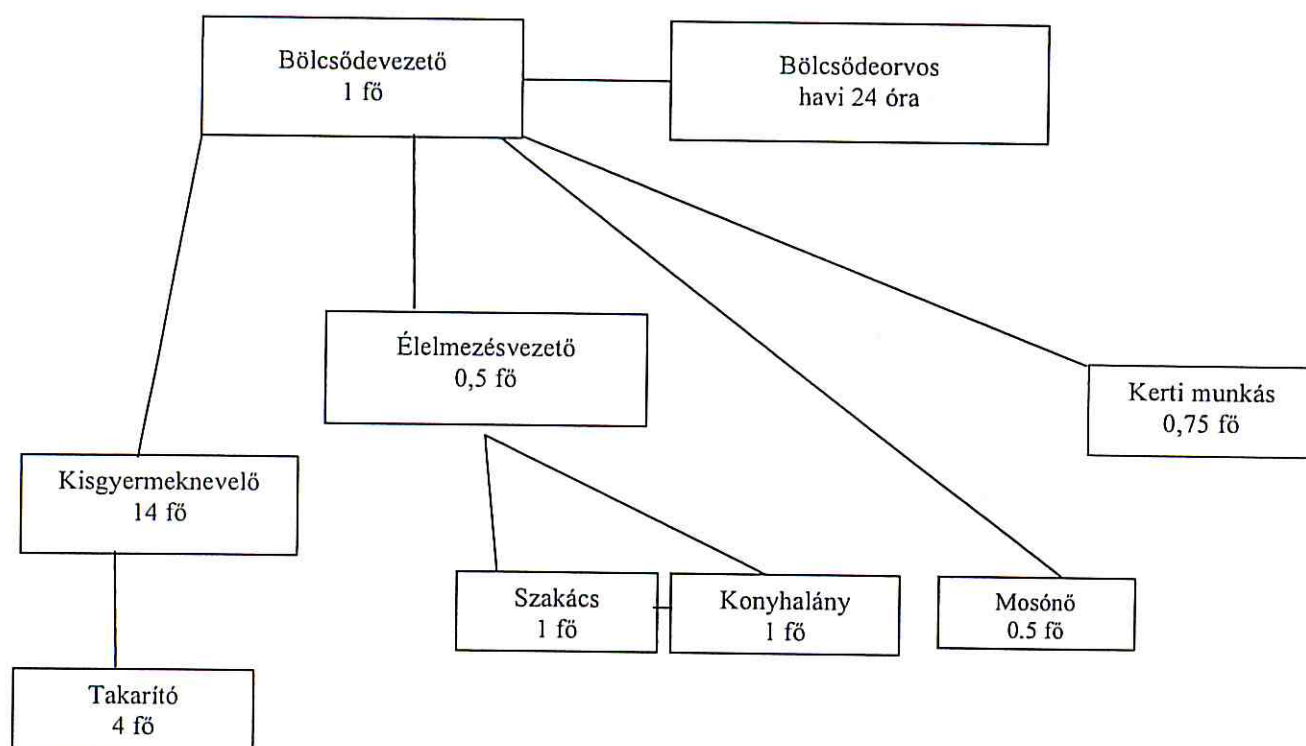 Bölcsődevezető
1 fő
Bölcsődeorvos
havi 24 óra
Élelmezésvezető
0,5 fő
Kerti munkás
0,75 fő
Kisgyermeknevelő
14 fő
Szakács
1 fő
Konyhalány
1 fő
Mosónő
0.5 fő
Takarító
4 fő